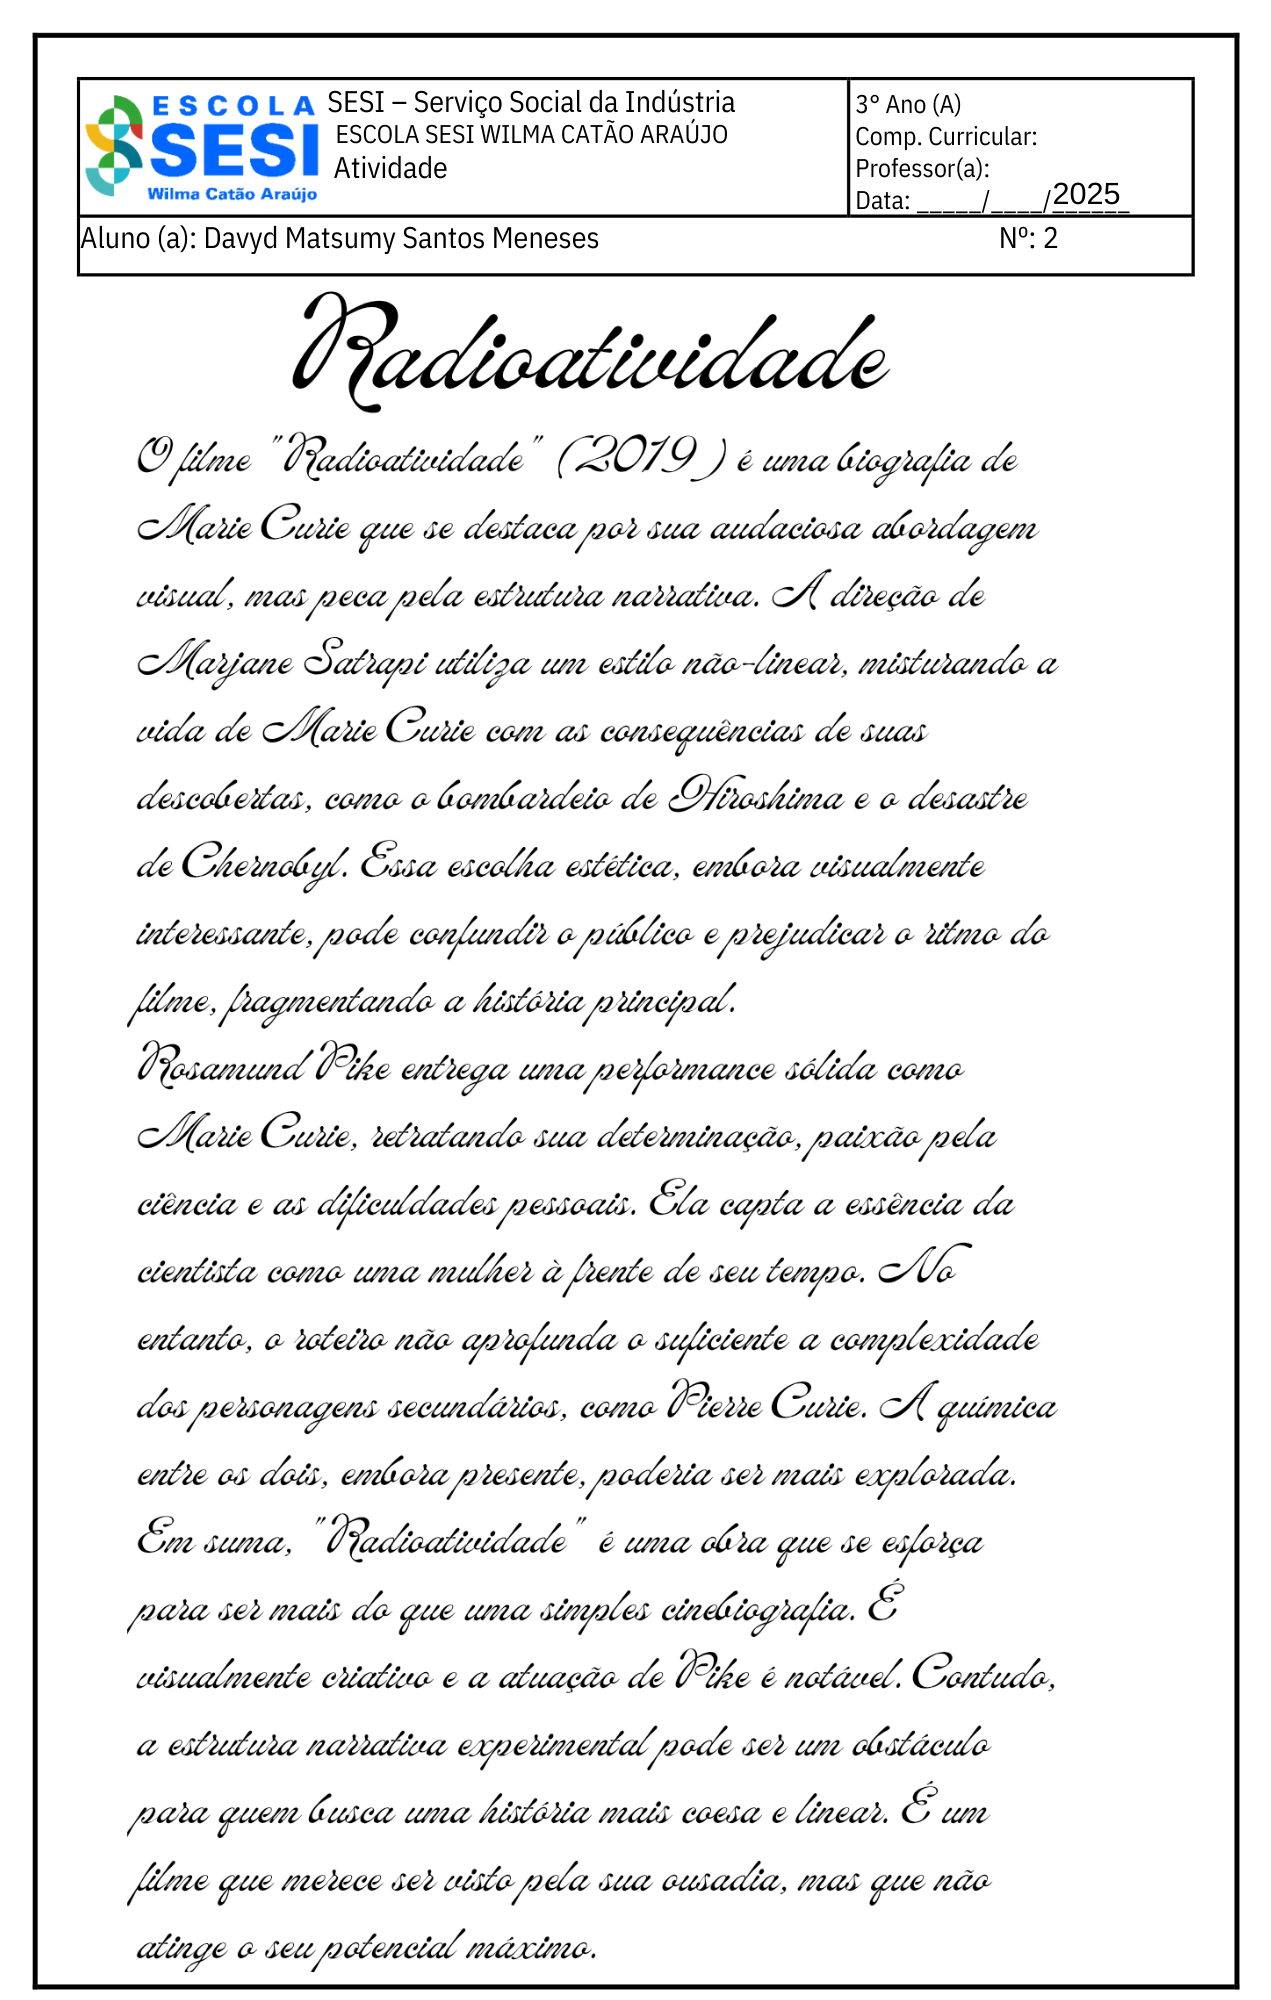 ESCOLA
SESI
Wilma Catão Araújo
SESI – Serviço Social da Indústria
ESCOLA SESI WILMA CATÃO ARAÚJO
Atividade
3° Ano (A)
Comp. Curricular:
Professor(a):
Data: _____/____/2025
Aluno (a): Davyd Matsumy Santos Meneses Nº: 2
Radioatividade
O filme "Radioatividade" (2019 ) é uma biografia de
Marie Curie que se destaca por sua audaciosa abordagem
visual, mas peca pela estrutura narrativa. A direção de
Marjane Satrapi utiliza um estilo não-linear, misturando a
vida de Marie Curie com as consequências de suas
descobertas, como o bombardeio de Hiroshima e o desastre
de Chernobyl. Essa escolha estética, embora visualmente
interessante, pode confundir o público e prejudicar o ritmo do
filme, fragmentando a história principal.
Rosamund Pike entrega uma performance sólida como
Marie Curie, retratando sua determinação, paixão pela
ciência e as dificuldades pessoais. Ela capta a essência da
cientista como uma mulher à frente de seu tempo. No
entanto, o roteiro não aprofunda o suficiente a complexidade
dos personagens secundários, como Pierre Curie. A química
entre os dois, embora presente, poderia ser mais explorada.
Em suma, "Radioatividade" é uma obra que se esforça
para ser mais do que uma simples cinebiografia. É
visualmente criativo e a atuação de Pike é notável. Contudo,
a estrutura narrativa experimental pode ser um obstáculo
para quem busca uma história mais coesa e linear. É um
filme que merece ser visto pela sua ousadia, mas que não
atinge o seu potencial máximo.